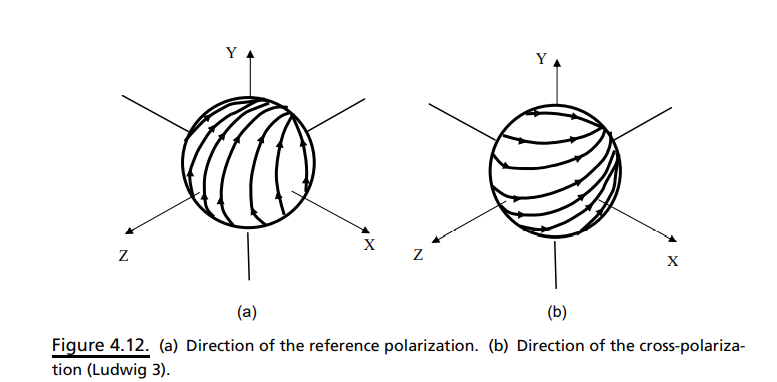 Y
Y
Z
X
Z
X
(a)
(b)
Figure 4.12. (a) Direction of the reference polarization. (b) Direction of the cross-polariza-
tion (Ludwig 3).